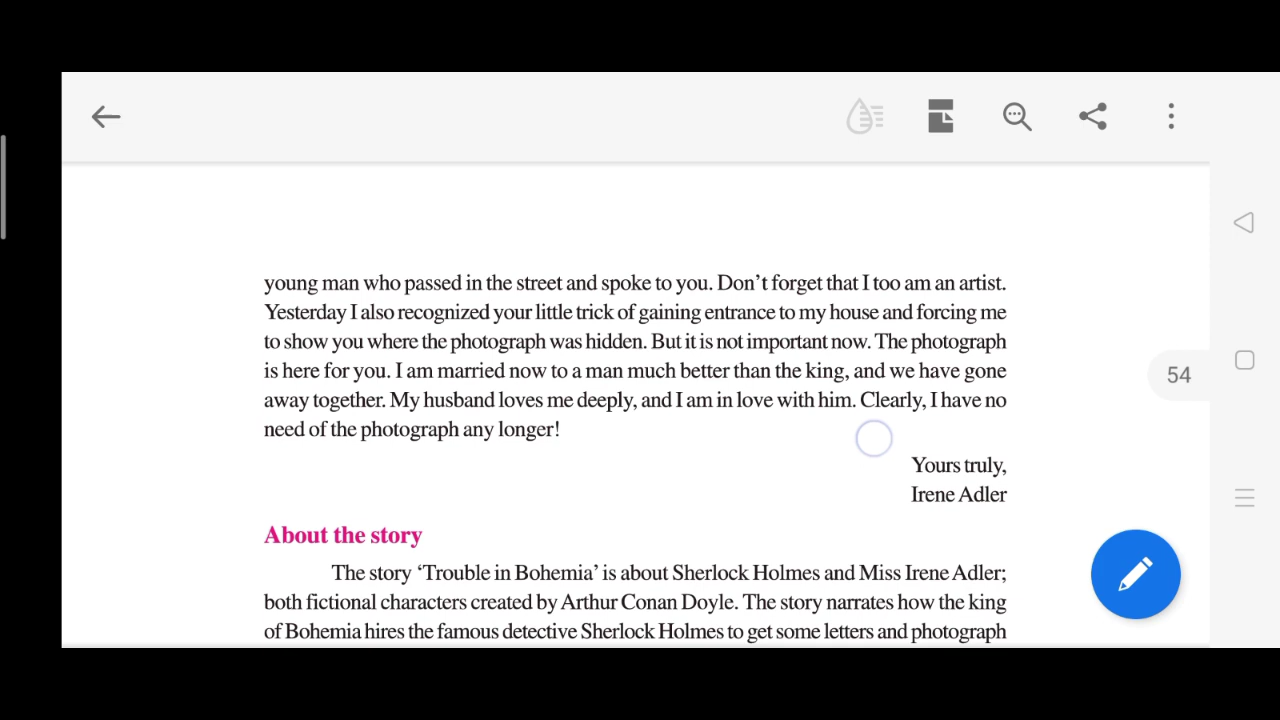 young man who passed in the street and spoke to you. Don’t forget that I too am an artist.
Yesterday I also recognized your little trick of gaining entrance to my house and forcing me
to show you where the photograph was hidden. But it is not important now. The photograph
is here for you. I am married now to a man much better than the king, and we have gone
away together. My husband loves me deeply, and I am in love with him. Clearly, I have no
need of the photograph any longer!
54
Yours truly,
Irene Adler
About the story
The story ‘Trouble in Bohemia’ is about Sherlock Holmes and Miss Irene Adler;
both fictional characters created by Arthur Conan Doyle. The story narrates how the king
of Bohemia hires the famous detective Sherlock Holmes to get some letters and photograph